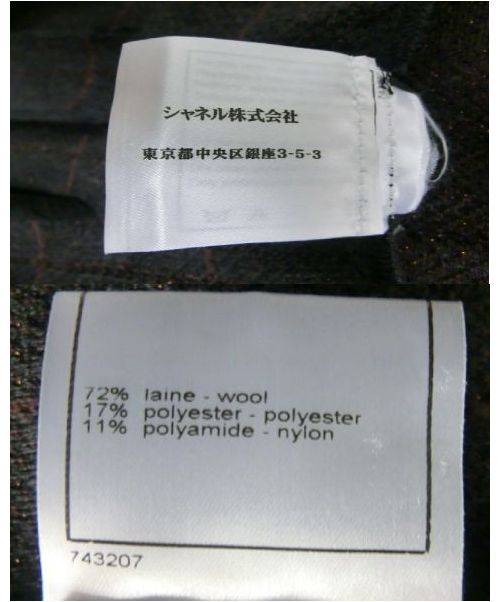 シャネル株式会社
東京都中央区銀座3-5-3
72% laine - wool
17% polyester - polyester
11% polyamide - nylon
743207